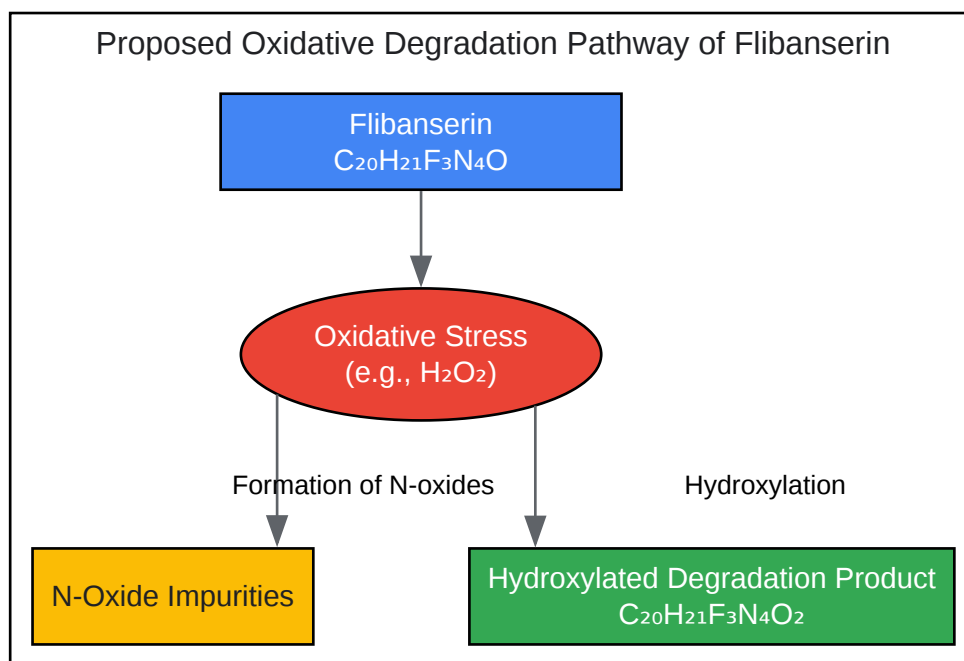 Proposed Oxidative Degradation Pathway of Flibanserin
Flibanserin
C₂₀H₂₁F₃N₄O
Oxidative Stress
(e.g., H₂O₂)
Formation of N-oxides
Hydroxylation
N-Oxide Impurities
Hydroxylated Degradation Product
C₂₀H₂₁F₃N₄O₂